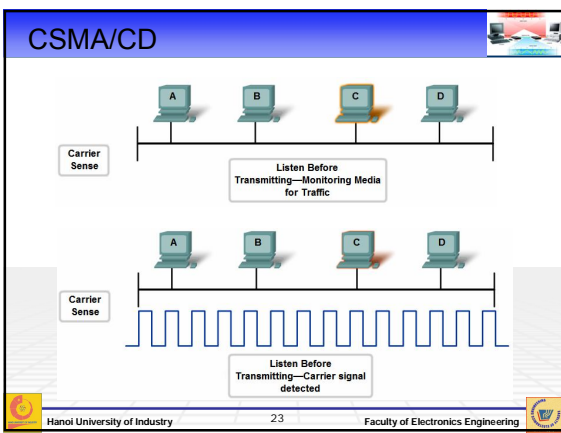 CSMA/CD
A B C D
Carrier
Sense
Listen Before
Transmitting—Monitoring Media
for Traffic
A B C D
Carrier
Sense
Listen Before
Transmitting—Carrier signal
detected
Hanoi University of Industry 23 Faculty of Electronics Engineering